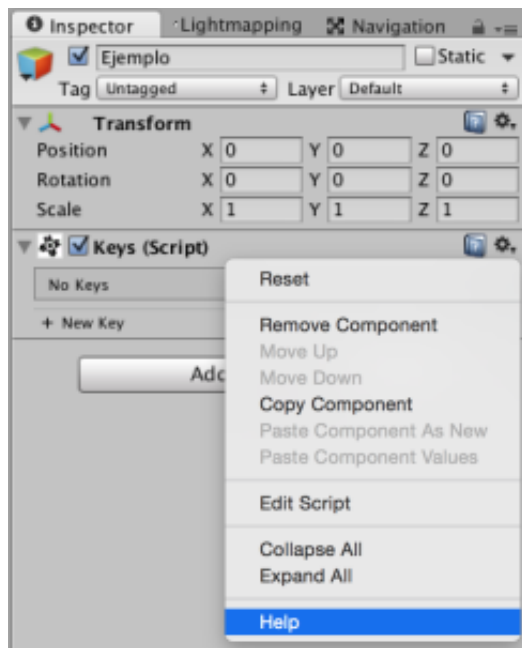 Inspector Lightmapping Navigation
Ejemplo Static
Tag Untagged Layer Default
Transform
Position X 0 Y 0 Z 0
Rotation X 0 Y 0 Z 0
Scale X 1 Y 1 Z 1
Keys (Script)
No Keys
+ New Key
Add
Reset
Remove Component
Move Up
Move Down
Copy Component
Paste Component As New
Paste Component Values
Edit Script
Collapse All
Expand All
Help